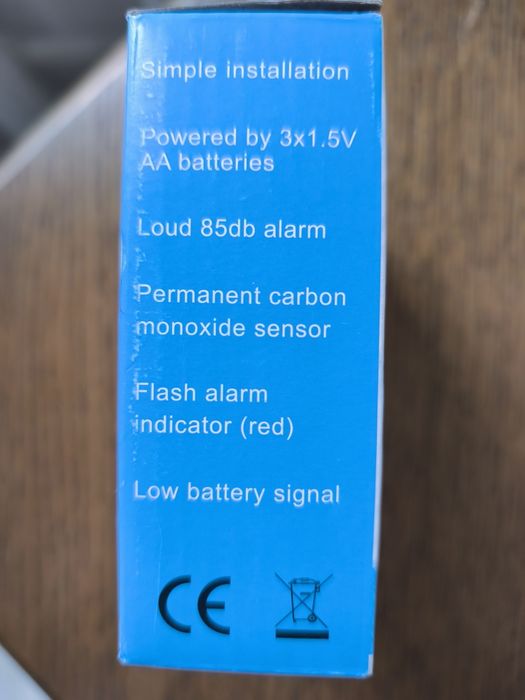 Simple installation
Powered by 3x1.5V
AA batteries
Loud 85db alarm
Permanent carbon
monoxide sensor
Flash alarm
indicator (red)
Low battery signal
CE